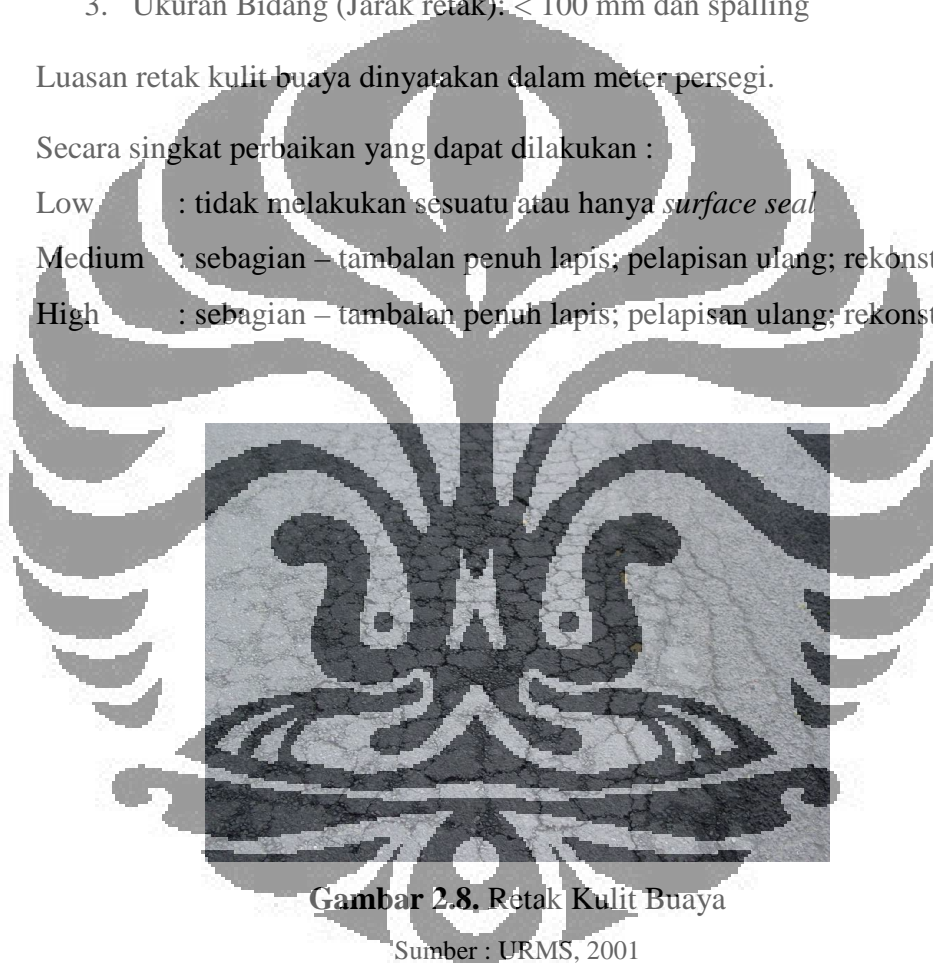 3. Ukuran Bidang (Jarak retak): < 100 mm dan spalling
Luasan retak kulit buaya dinyatakan dalam meter persegi.
Secara singkat perbaikan yang dapat dilakukan :
Low : tidak melakukan sesuatu atau hanya surface seal
Medium : sebagian – tambalan penuh lapis; pelapisan ulang; rekonst
High : sebagian – tambalan penuh lapis; pelapisan ulang; rekonst
Gambar 2.8. Retak Kulit Buaya
Sumber : URMS, 2001